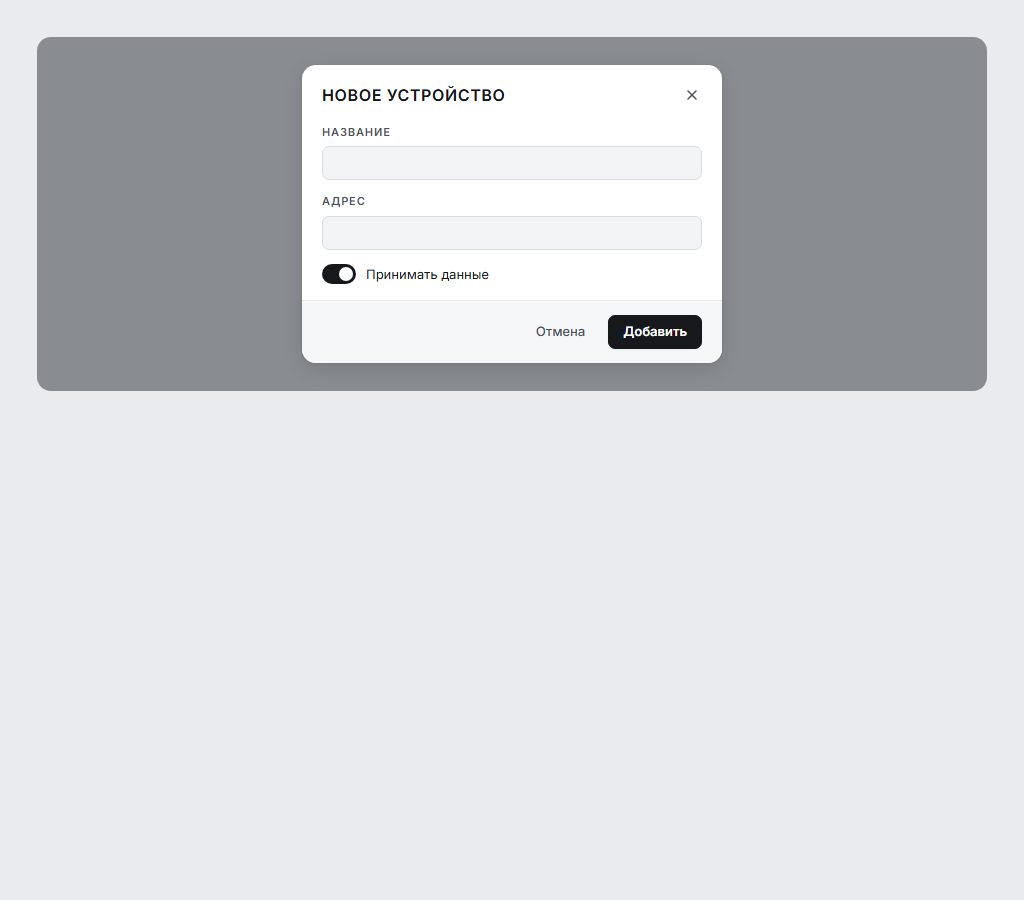 НОВОЕ УСТРОЙСТВО
НАЗВАНИЕ
АДРЕС
Принимать данные
Отмена
Добавить